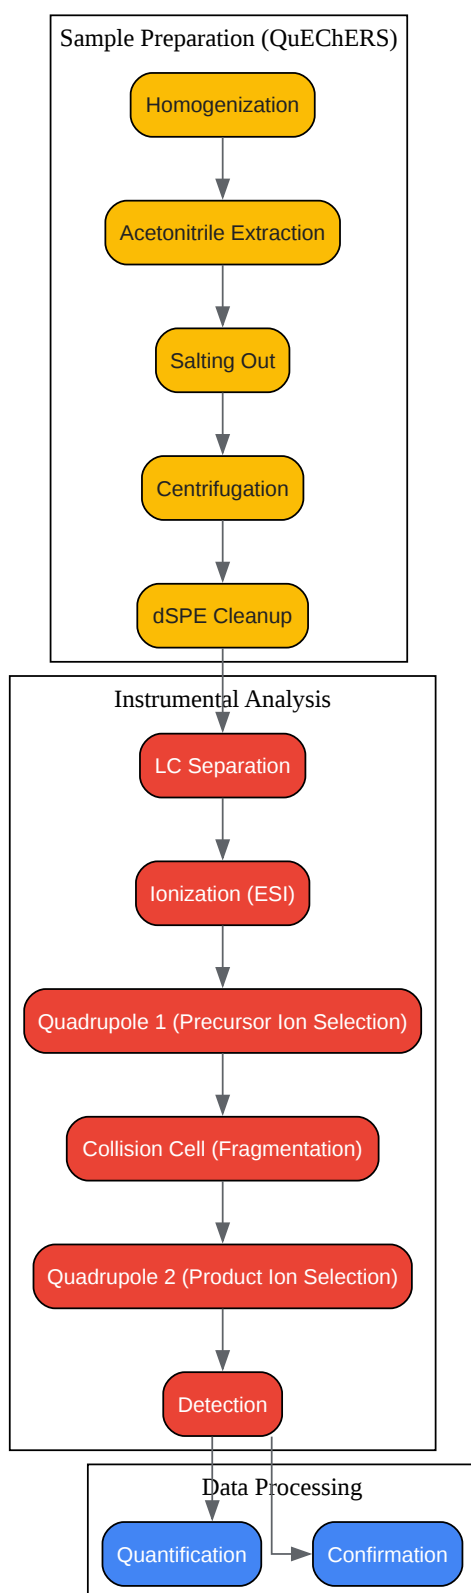 Sample Preparation (QuEChERS)
Homogenization
Acetonitrile Extraction
Salting Out
Centrifugation
dSPE Cleanup
Instrumental Analysis
LC Separation
Ionization (ESI)
Quadrupole 1 (Precursor Ion Selection)
Collision Cell (Fragmentation)
Quadrupole 2 (Product Ion Selection)
Detection
Data Processing
Quantification
Confirmation